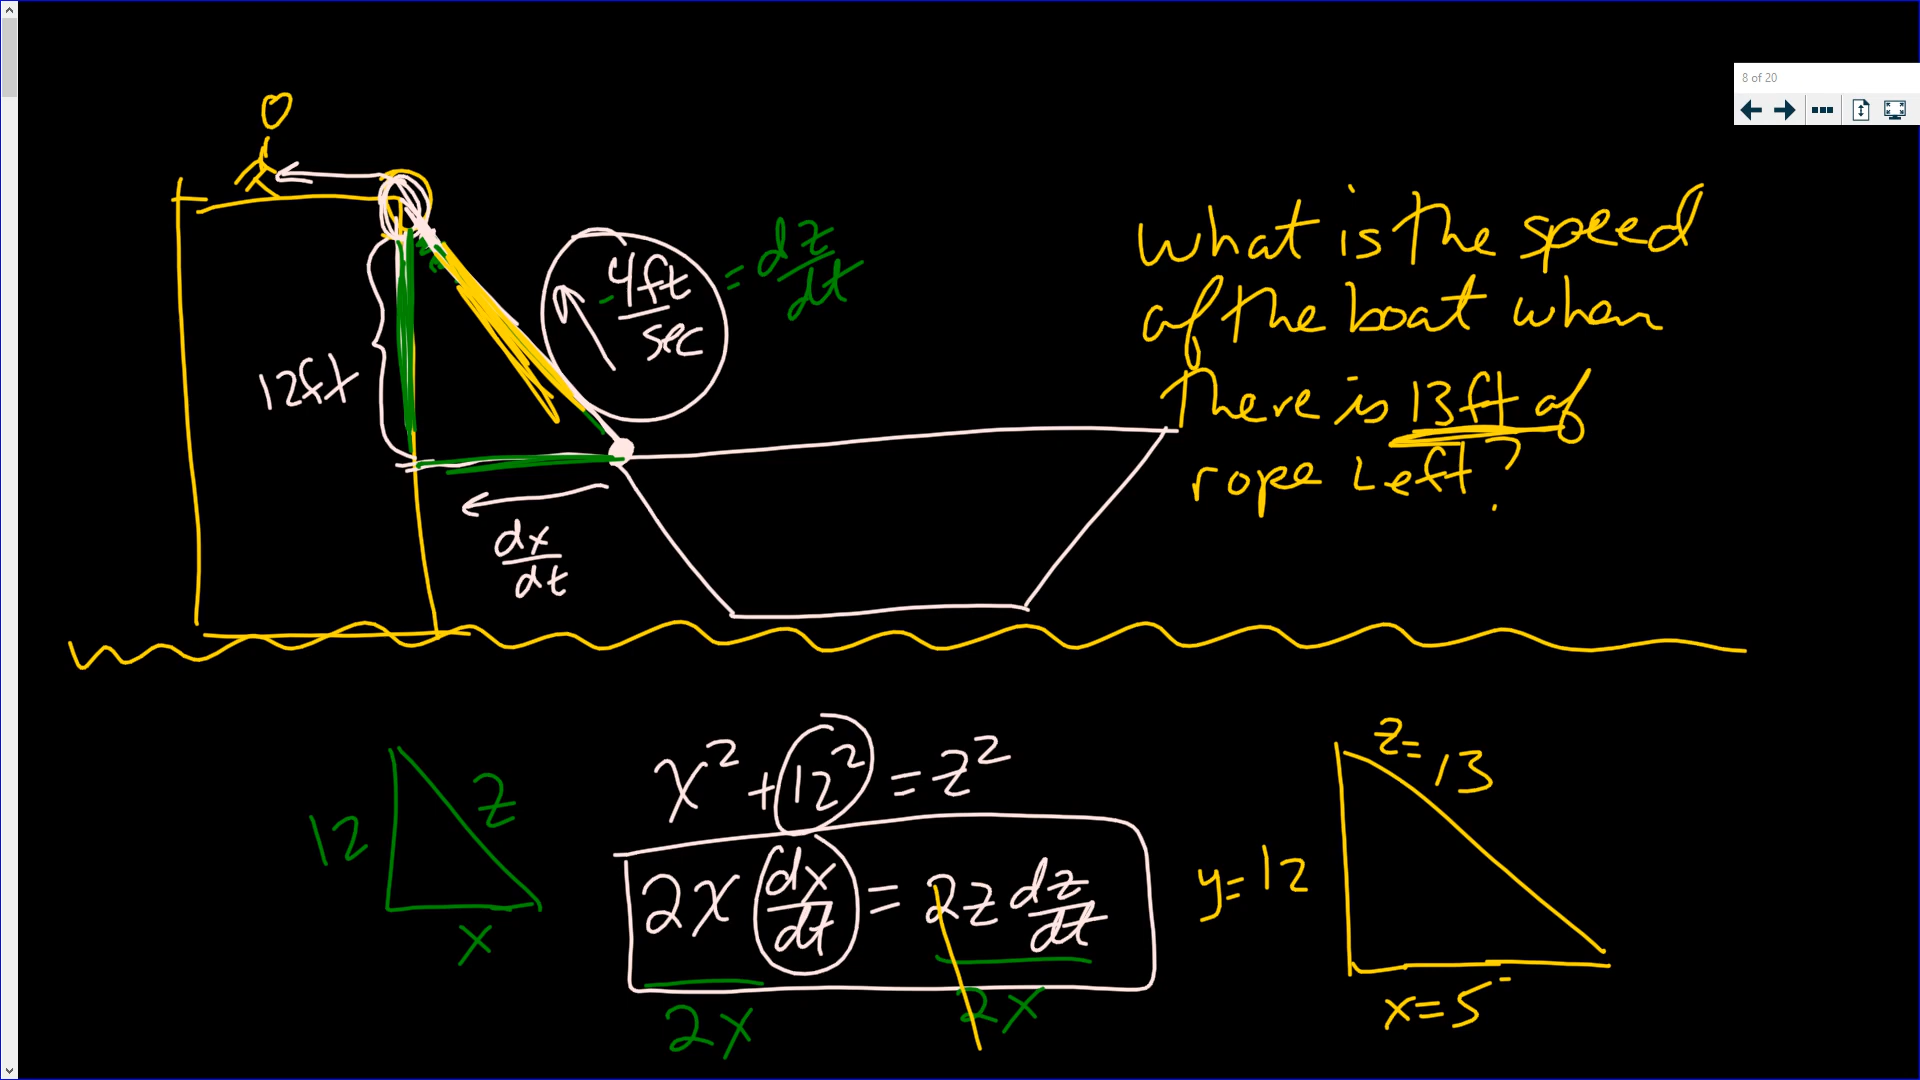 8 of 20
What is the speed
of the boat when
there is 13ft of
rope left?
-4ft/sec = dz/dt
12ft
dx/dt
x² + 12² = z²
2x dx/dt = 2z dz/dt
2x 2x
12
z
x
z = 13
y = 12
x = 5